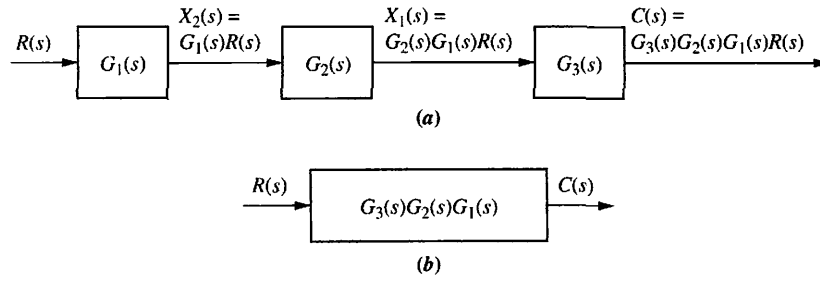 X₂(s) =
X₁(s) =
C(s) =
R(s)
G₁(s)R(s)
G₂(s)G₁(s)R(s)
G₃(s)G₂(s)G₁(s)R(s)
G₁(s)
G₂(s)
G₃(s)
(a)
R(s)
C(s)
G₃(s)G₂(s)G₁(s)
(b)